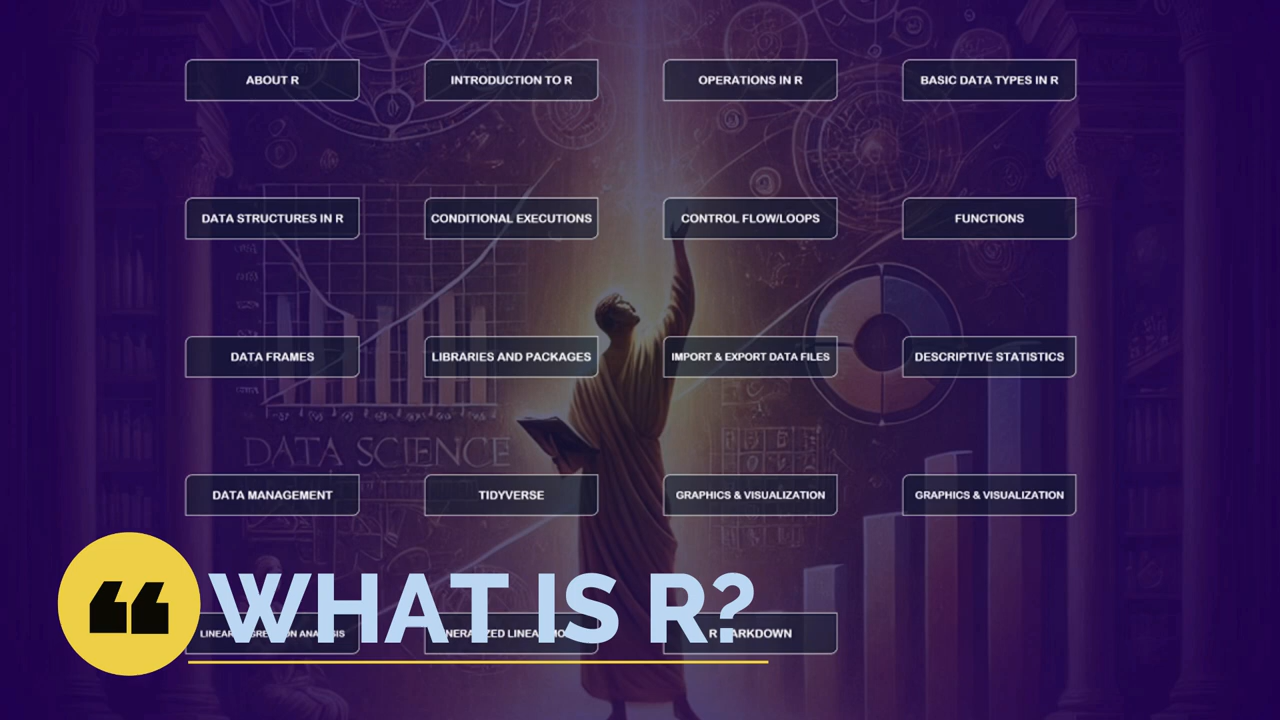 ABOUT R
INTRODUCTION TO R
OPERATIONS IN R
BASIC DATA TYPES IN R
DATA STRUCTURES IN R
CONDITIONAL EXECUTIONS
CONTROL FLOW/LOOPS
FUNCTIONS
DATA FRAMES
LIBRARIES AND PACKAGES
IMPORT & EXPORT DATA FILES
DESCRIPTIVE STATISTICS
DATA SCIENCE
DATA MANAGEMENT
TIDYVERSE
GRAPHICS & VISUALIZATION
GRAPHICS & VISUALIZATION
❝ WHAT IS R?